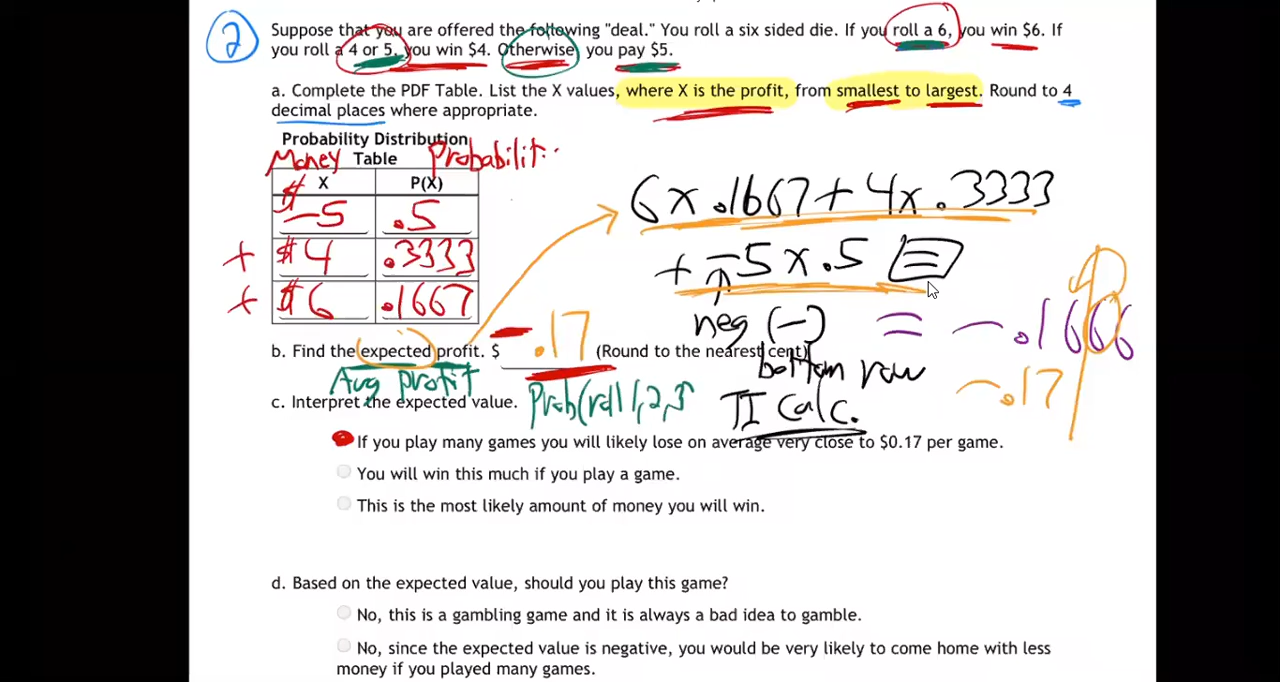 2
Suppose that you are offered the following "deal." You roll a six sided die. If you roll a 6, you win $6. If
you roll a 4 or 5, you win $4. Otherwise, you pay $5.
a. Complete the PDF Table. List the X values, where X is the profit, from smallest to largest. Round to 4
decimal places where appropriate.
Probability Distribution
Money Table Probabilit..
$ X P(X)
-5 .5
+ $4 .3333
+ $6 .1667
6x .1667 + 4x .3333
+ -5 x .5 =
neg (-)
bottom row
TI Calc.
= -.1666
-.17
b. Find the expected profit. $ -.17 (Round to the nearest cent)
Avg profit
Prob(roll 1,2,3
c. Interpret the expected value.
If you play many games you will likely lose on average very close to $0.17 per game.
You will win this much if you play a game.
This is the most likely amount of money you will win.
d. Based on the expected value, should you play this game?
No, this is a gambling game and it is always a bad idea to gamble.
No, since the expected value is negative, you would be very likely to come home with less
money if you played many games.